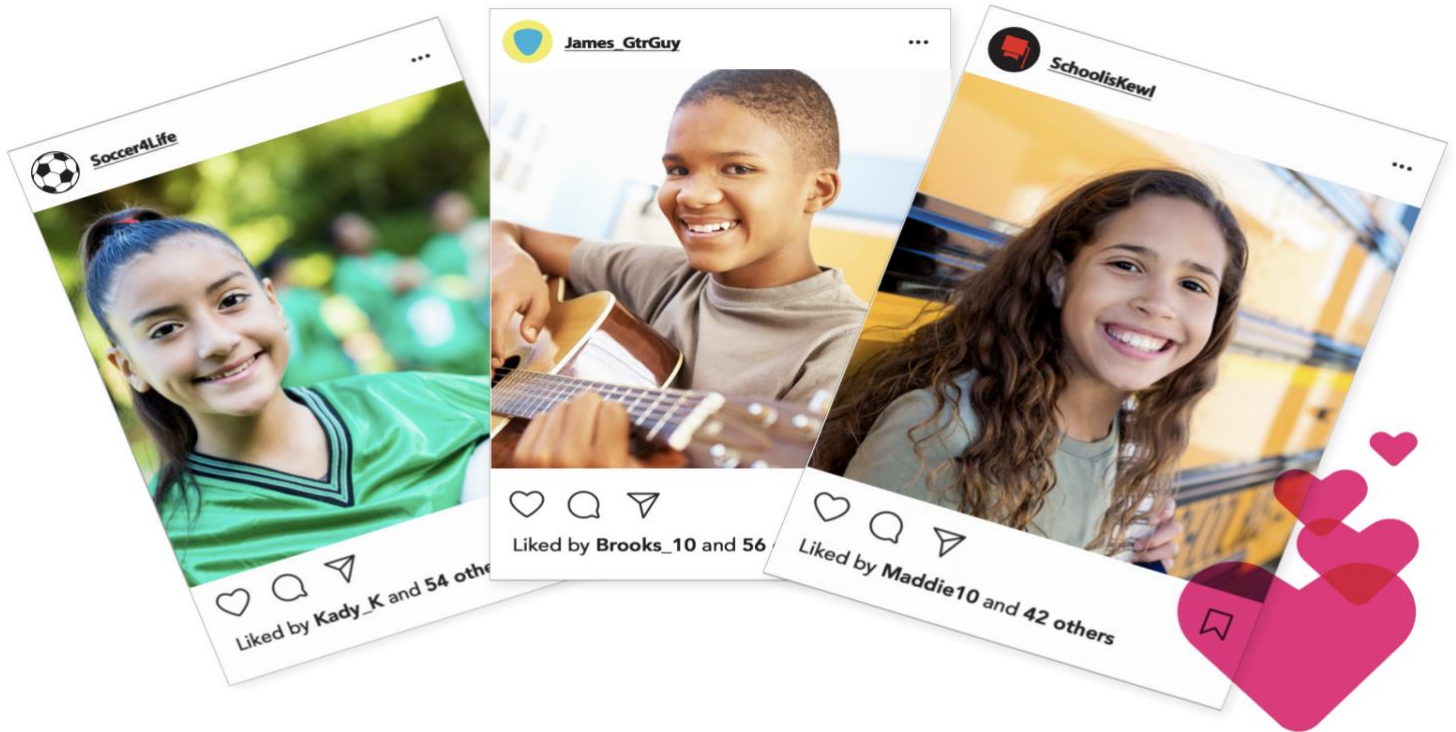 Soccer4Life
Liked by Kady_K and 54 othe
James_GtrGuy
Liked by Brooks_10 and 56
SchoolisKewl
Liked by Maddie10 and 42 others